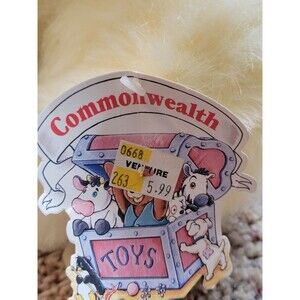 Commonwealth
0668
VENTURE
263 5.99
TOYS